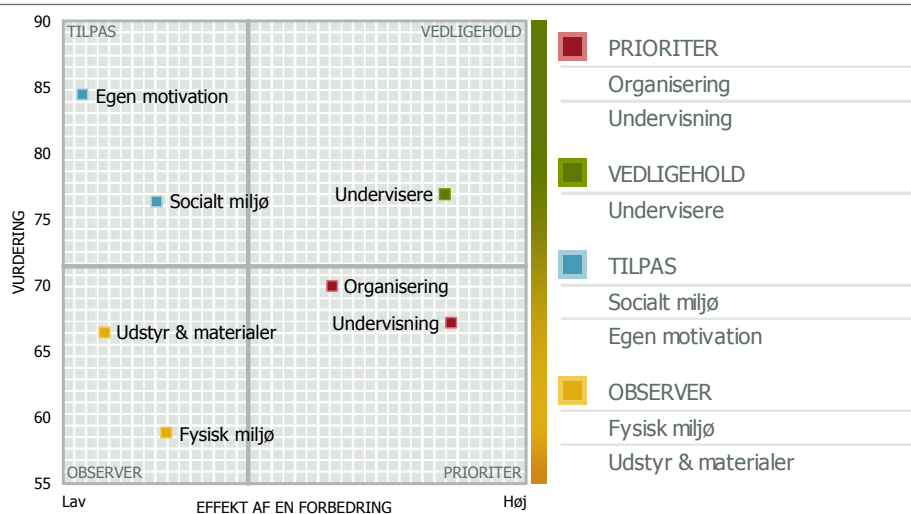 90
85
80
75
70
65
60
55
VURDERING
TILPAS
VEDLIGEHOLD
Egen motivation
Socialt miljø
Undervisere
Organisering
Undervisning
Udstyr & materialer
Fysisk miljø
OBSERVER
PRIORITER
Lav
EFFEKT AF EN FORBEDRING
Høj
PRIORITER
Organisering
Undervisning
VEDLIGEHOLD
Undervisere
TILPAS
Socialt miljø
Egen motivation
OBSERVER
Fysisk miljø
Udstyr & materialer